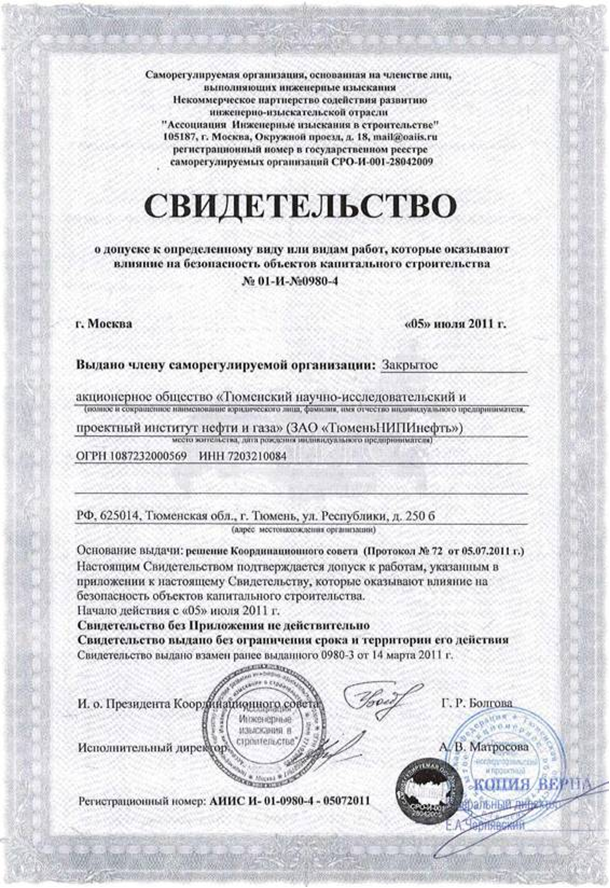 Саморегулируемая организация, основанная на членстве лиц,
выполняющих инженерные изыскания
Некоммерческое партнерство содействия развитию
инженерно-изыскательской отрасли
"Ассоциация Инженерные изыскания в строительстве"
105187, г. Москва, Окружной проезд, д. 18, mail@oaiis.ru
регистрационный номер в государственном реестре
саморегулируемых организаций СРО-И-001-28042009
СВИДЕТЕЛЬСТВО
о допуске к определенному виду или видам работ, которые оказывают
влияние на безопасность объектов капитального строительства
№ 01-И-№0980-4
г. Москва «05» июля 2011 г.
Выдано члену саморегулируемой организации: Закрытое
акционерное общество «Тюменский научно-исследовательский и
(полное и сокращенное наименование юридического лица, фамилия, имя отчество индивидуального предпринимателя,
проектный институт нефти и газа» (ЗАО «ТюменьНИПИнефть»)
место жительства, дата рождения индивидуального предпринимателя)
ОГРН 1087232000569 ИНН 7203210084
РФ, 625014, Тюменская обл., г. Тюмень, ул. Республики, д. 250 б
(адрес местонахождения организации)
Основание выдачи: решение Координационного совета (Протокол № 72 от 05.07.2011 г.)
Настоящим Свидетельством подтверждается допуск к работам, указанным в
приложении к настоящему Свидетельству, которые оказывают влияние на
безопасность объектов капитального строительства.
Начало действия с «05» июля 2011 г.
Свидетельство без Приложения не действительно
Свидетельство выдано без ограничения срока и территории его действия
Свидетельство выдано взамен ранее выданного 0980-3 от 14 марта 2011 г.
И. о. Президента Координационного совета Г. Р. Болгова
Ассоциация
Инженерные
изыскания в
строительстве
Исполнительный директор А. В. Матросова
СРО-И-001
28042009
КОПИЯ ВЕРНА
Генеральный директор
Е.А.Чернявский
Регистрационный номер: АИИС И- 01-0980-4 - 05072011